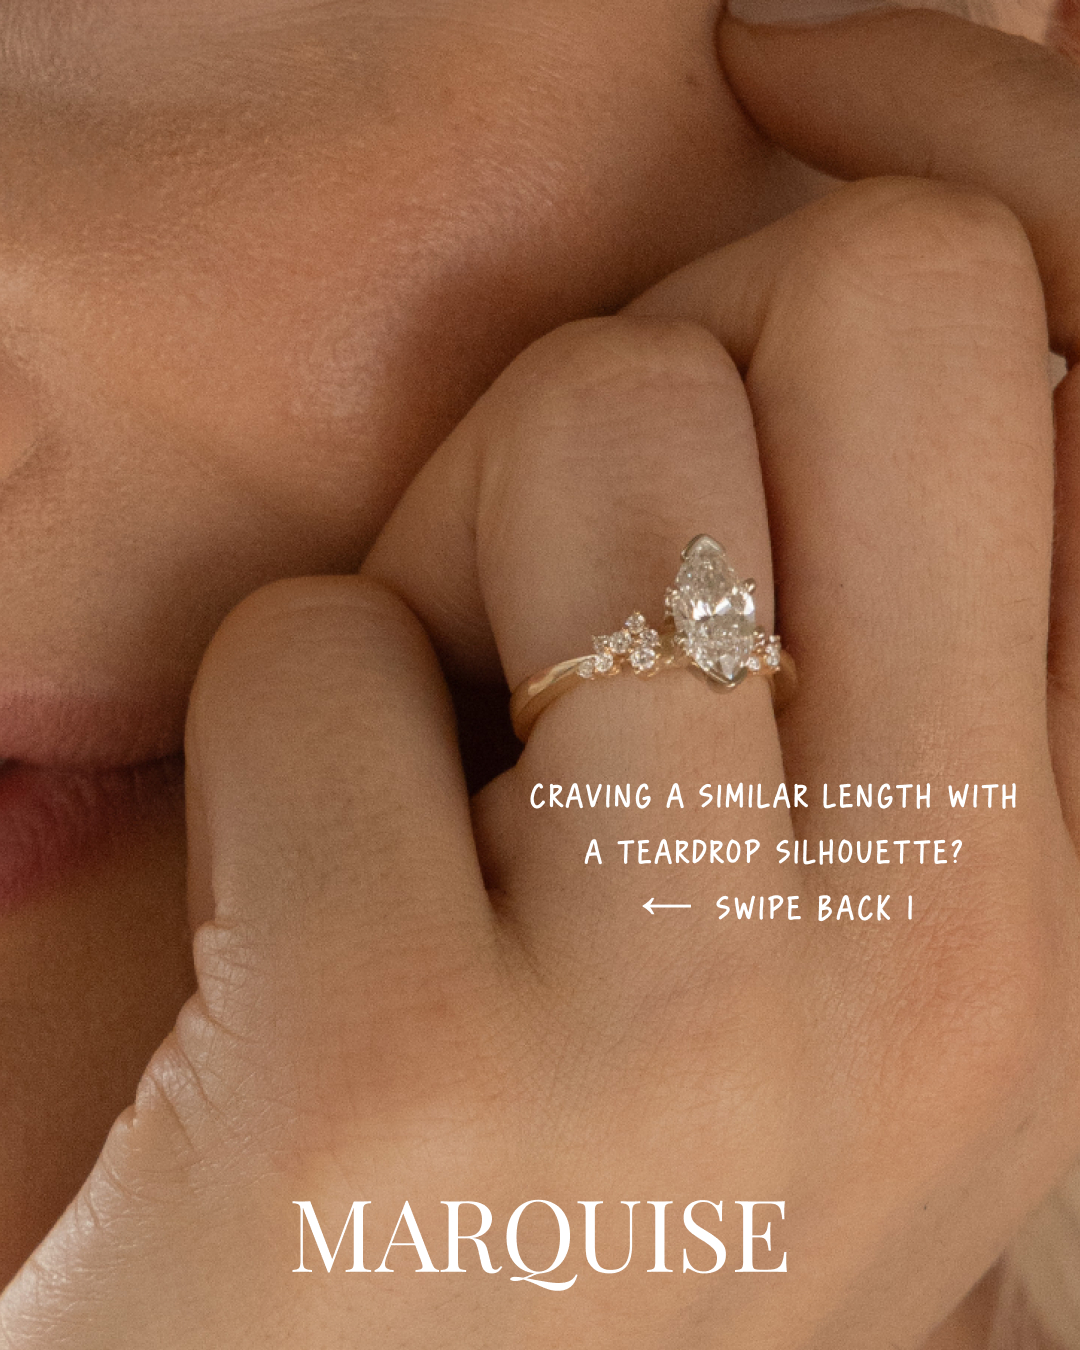 CRAVING A SIMILAR LENGTH WITH
A TEARDROP SILHOUETTE?
← SWIPE BACK 1
MARQUISE